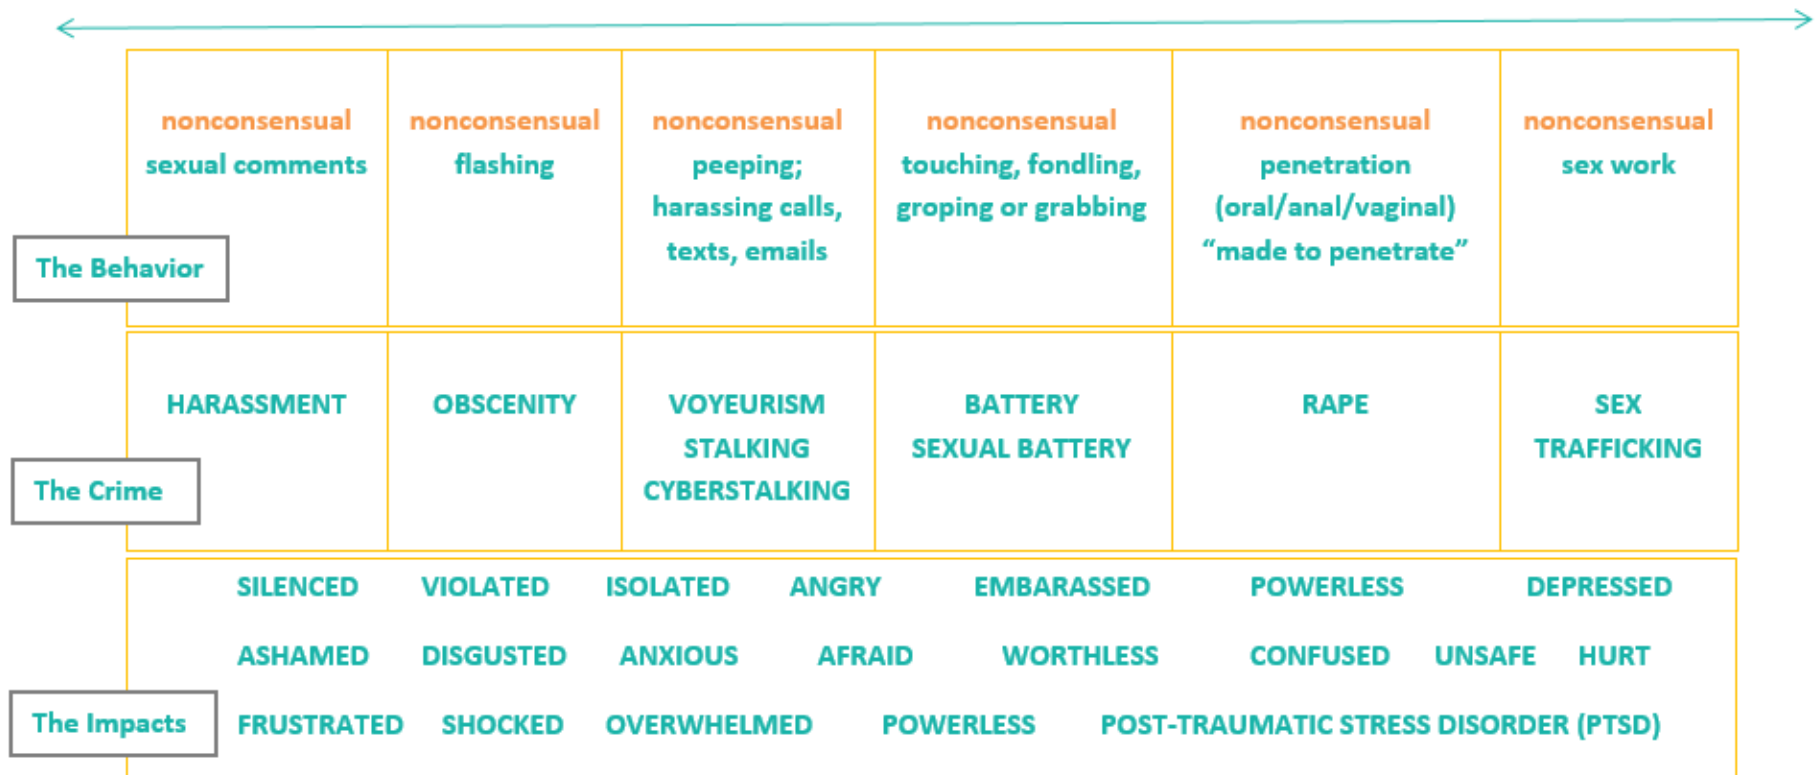 nonconsensual
sexual comments
nonconsensual
flashing
nonconsensual
peeping;
harassing calls,
texts, emails
nonconsensual
touching, fondling,
groping or grabbing
nonconsensual
penetration
(oral/anal/vaginal)
“made to penetrate”
nonconsensual
sex work
The Behavior
HARASSMENT
OBSCENITY
VOYEURISM
STALKING
CYBERSTALKING
BATTERY
SEXUAL BATTERY
RAPE
SEX
TRAFFICKING
The Crime
SILENCED VIOLATED ISOLATED ANGRY EMBARASSED POWERLESS DEPRESSED
ASHAMED DISGUSTED ANXIOUS AFRAID WORTHLESS CONFUSED UNSAFE HURT
The Impacts
FRUSTRATED SHOCKED OVERWHELMED POWERLESS POST-TRAUMATIC STRESS DISORDER (PTSD)